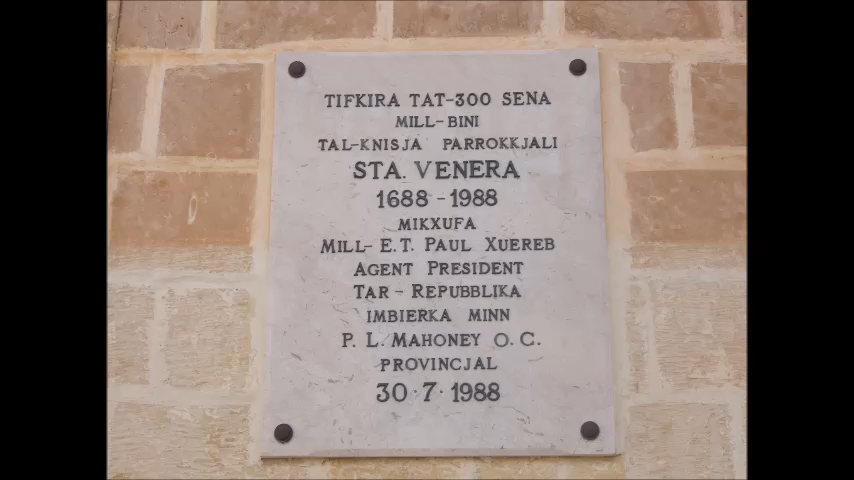 TIFKIRA TAT-300 SENA
MILL-BINI
TAL-KNISJA PARROKKJALI
STA. VENERA
1688-1988
MIKXUFA
MILL-E.T. PAUL XUEREB
AGENT PRESIDENT
TAR-REPUBBLIKA
IMBIERKA MINN
P. L. MAHONEY O. C.
PROVINCJAL
30·7·1988